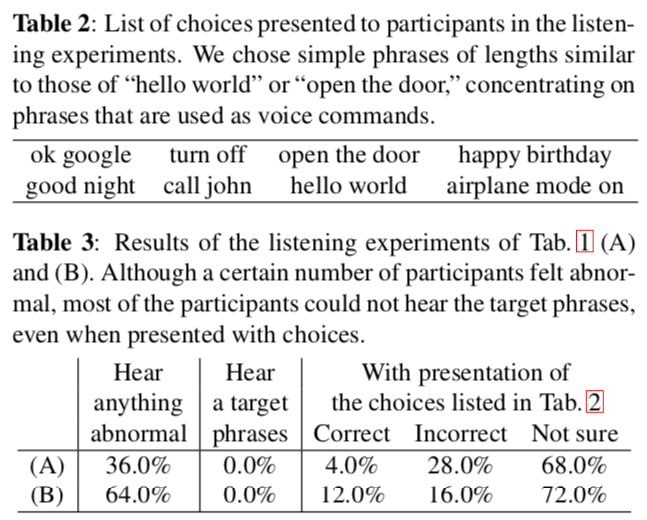 Table 2: List of choices presented to participants in the listen-
ing experiments. We chose simple phrases of lengths similar
to those of “hello world” or “open the door,” concentrating on
phrases that are used as voice commands.
ok google turn off open the door happy birthday
good night call john hello world airplane mode on
Table 3: Results of the listening experiments of Tab. 1 (A)
and (B). Although a certain number of participants felt abnor-
mal, most of the participants could not hear the target phrases,
even when presented with choices.
Hear Hear With presentation of
anything a target the choices listed in Tab. 2
abnormal phrases Correct Incorrect Not sure
(A) 36.0% 0.0% 4.0% 28.0% 68.0%
(B) 64.0% 0.0% 12.0% 16.0% 72.0%